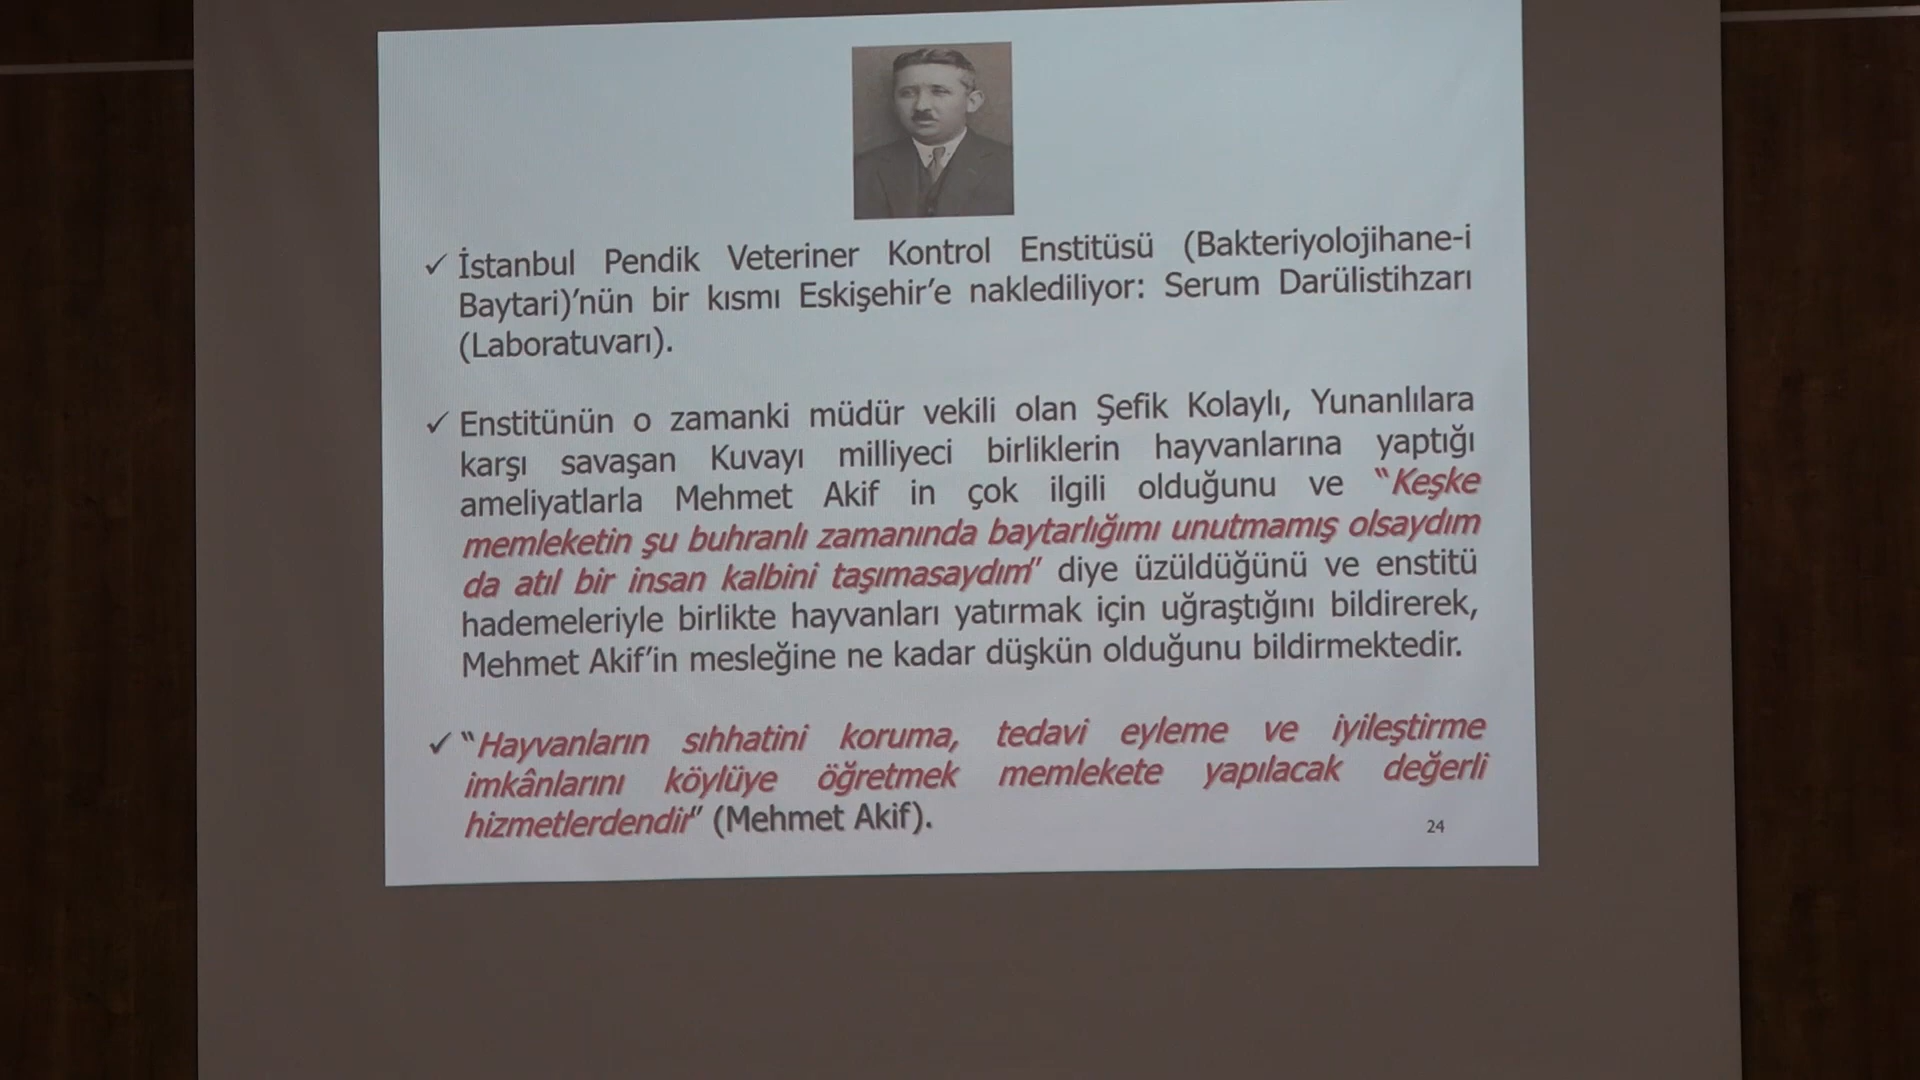 ✓ İstanbul Pendik Veteriner Kontrol Enstitüsü (Bakteriyolojihane-i
Baytari)’nün bir kısmı Eskişehir’e naklediliyor: Serum Darülistihzarı
(Laboratuvarı).
✓ Enstitünün o zamanki müdür vekili olan Şefik Kolaylı, Yunanlılara
karşı savaşan Kuvayı milliyeci birliklerin hayvanlarına yaptığı
ameliyatlarla Mehmet Akif in çok ilgili olduğunu ve “Keşke
memleketin şu buhranlı zamanında baytarlığımı unutmamış olsaydım
da atıl bir insan kalbini taşımasaydım” diye üzüldüğünü ve enstitü
hademeleriyle birlikte hayvanları yatırmak için uğraştığını bildirerek,
Mehmet Akif’in mesleğine ne kadar düşkün olduğunu bildirmektedir.
✓ “Hayvanların sıhhatini koruma, tedavi eyleme ve iyileştirme
imkânlarını köylüye öğretmek memlekete yapılacak değerli
hizmetlerdendir” (Mehmet Akif).
24